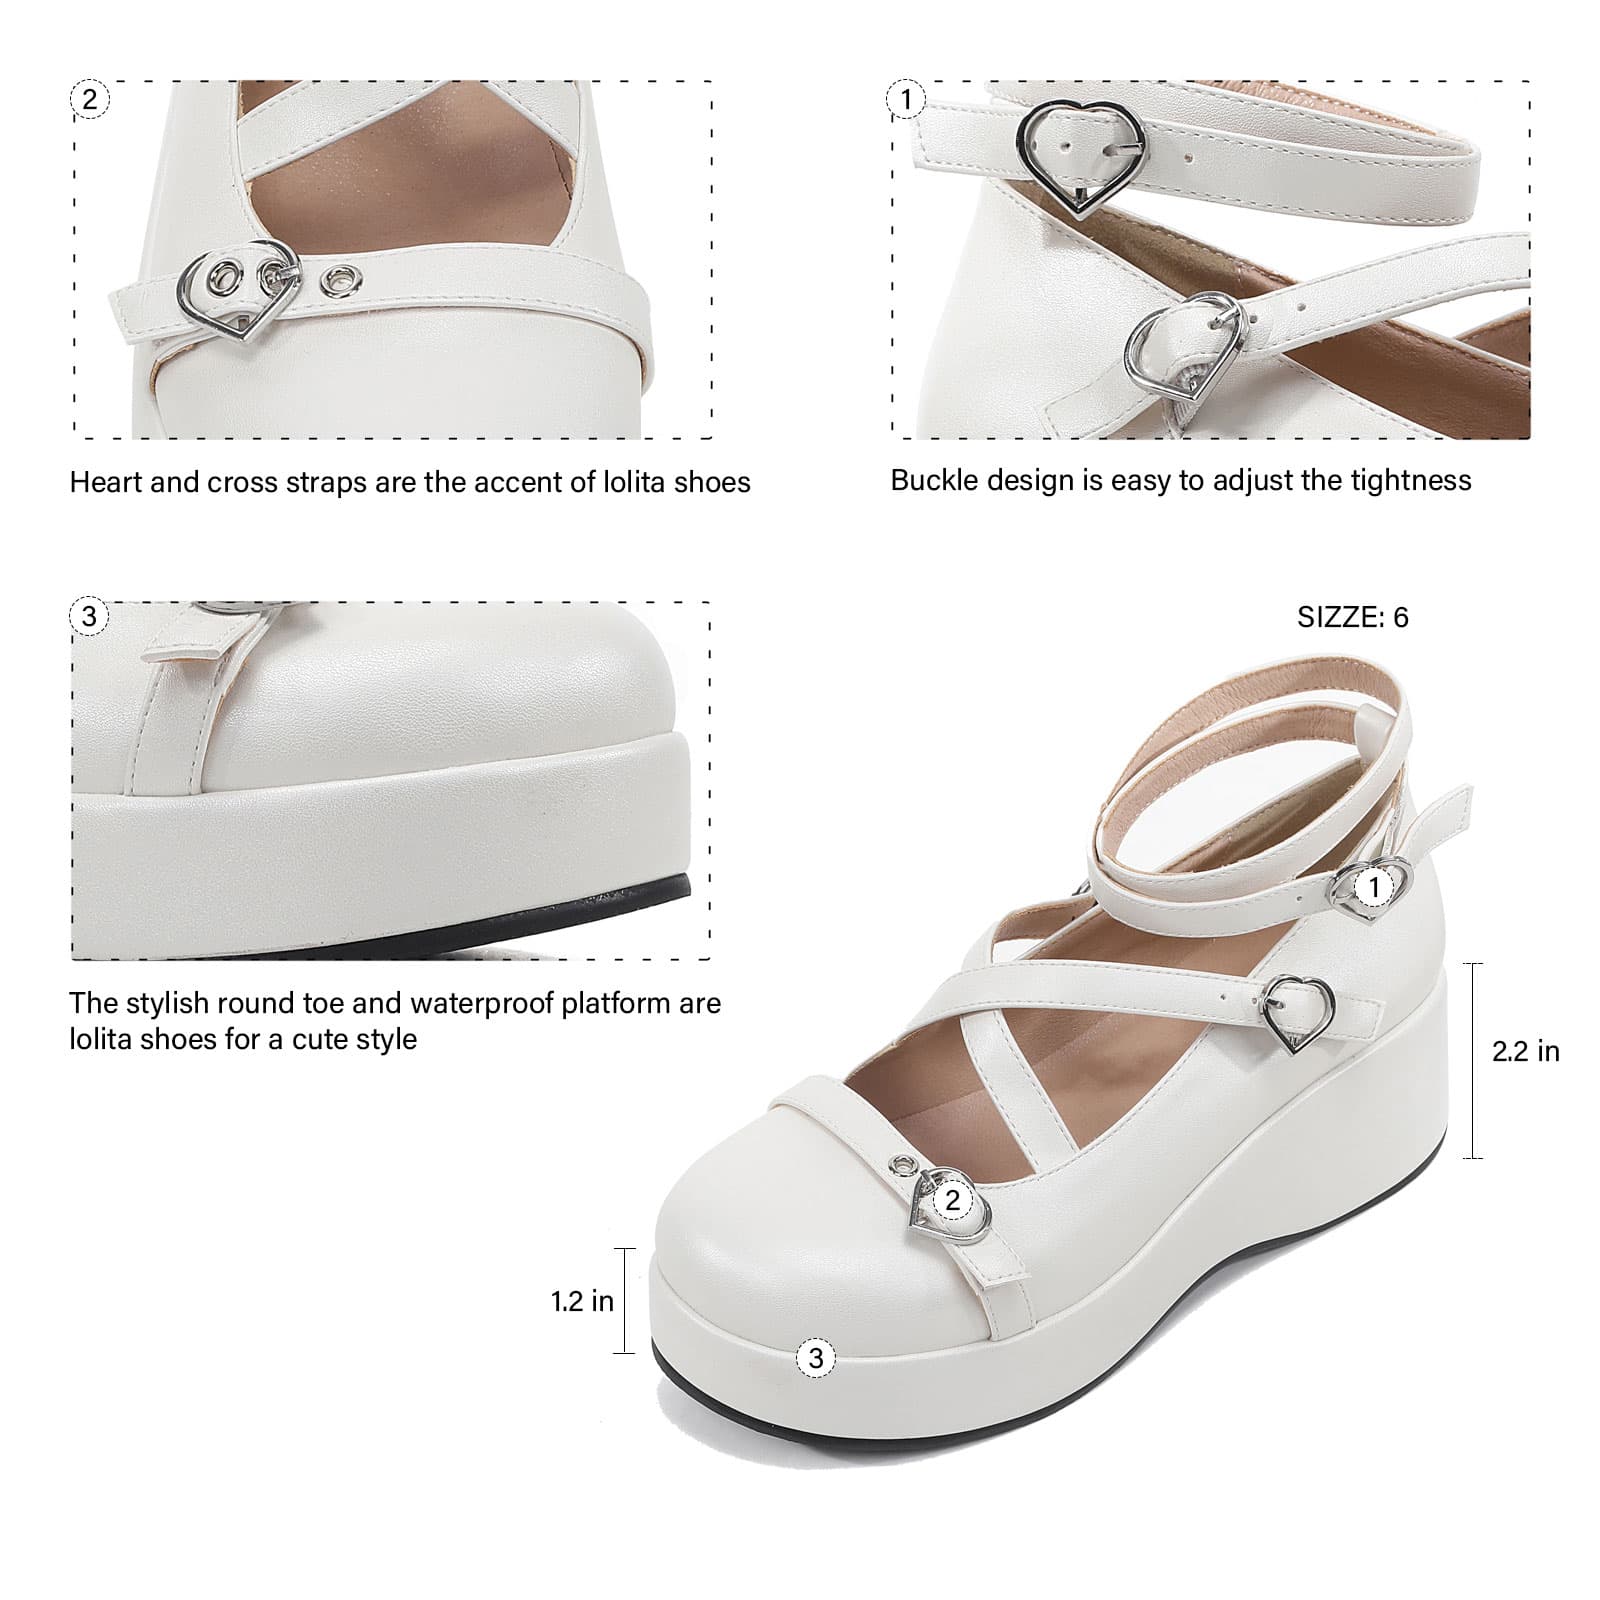 2
Heart and cross straps are the accent of lolita shoes
1
Buckle design is easy to adjust the tightness
3
The stylish round toe and waterproof platform are
lolita shoes for a cute style
SIZZE: 6
1
2.2 in
2
1.2 in
3